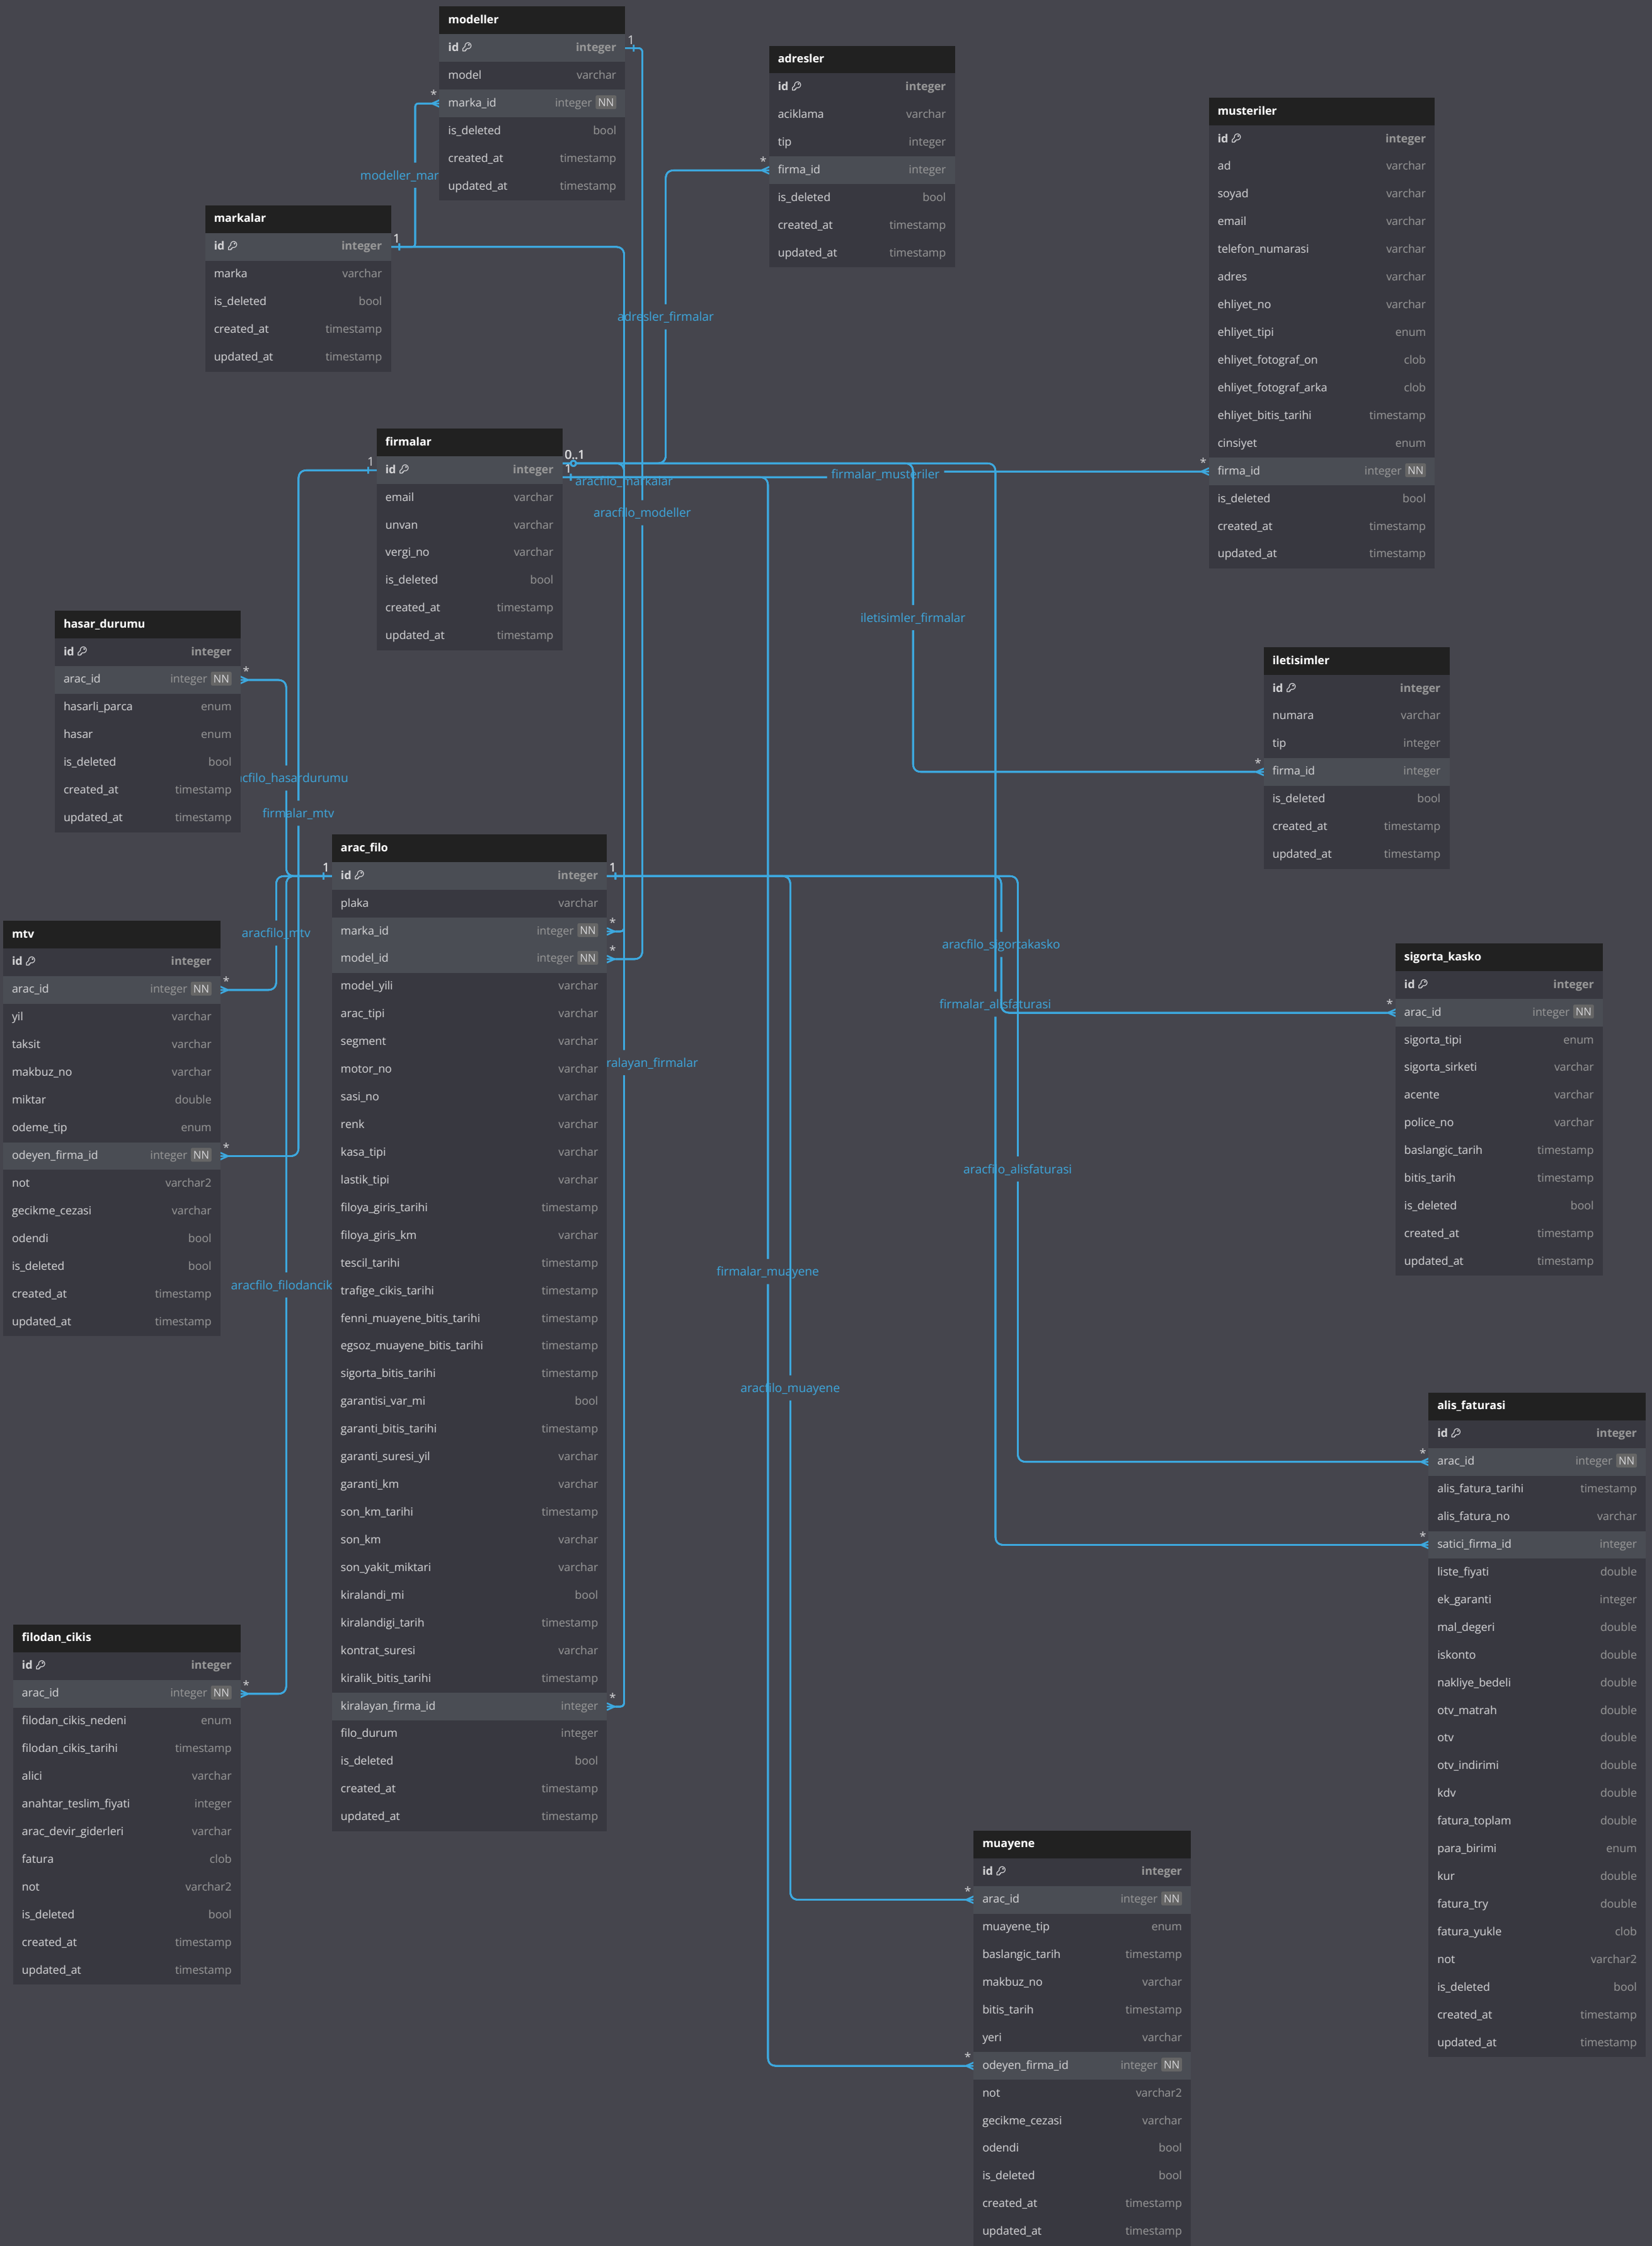 modeller
id integer
model varchar
marka_id integer NN
is_deleted bool
created_at timestamp
updated_at timestamp
1
*
modeller_mar
adresler
id integer
aciklama varchar
tip integer
firma_id integer
is_deleted bool
created_at timestamp
updated_at timestamp
*
adresler_firmalar
musteriler
id integer
ad varchar
soyad varchar
email varchar
telefon_numarasi varchar
adres varchar
ehliyet_no varchar
ehliyet_tipi enum
ehliyet_fotograf_on clob
ehliyet_fotograf_arka clob
ehliyet_bitis_tarihi timestamp
cinsiyet enum
firma_id integer NN
is_deleted bool
created_at timestamp
updated_at timestamp
*
firmalar_musteriler
markalar
id integer
marka varchar
is_deleted bool
created_at timestamp
updated_at timestamp
1
firmalar
id integer
email varchar
unvan varchar
vergi_no varchar
is_deleted bool
created_at timestamp
updated_at timestamp
1
0..1
1
aracfilo_markalar
aracfilo_modeller
iletisimler_firmalar
hasar_durumu
id integer
arac_id integer NN
hasarli_parca enum
hasar enum
is_deleted bool
created_at timestamp
updated_at timestamp
*
acfilo_hasardurumu
firmalar_mtv
iletisimler
id integer
numara varchar
tip integer
firma_id integer
is_deleted bool
created_at timestamp
updated_at timestamp
*
arac_filo
id integer
plaka varchar
marka_id integer NN
model_id integer NN
model_yili varchar
arac_tipi varchar
segment varchar
motor_no varchar
sasi_no varchar
renk varchar
kasa_tipi varchar
lastik_tipi varchar
filoya_giris_tarihi timestamp
filoya_giris_km varchar
tescil_tarihi timestamp
trafige_cikis_tarihi timestamp
fenni_muayene_bitis_tarihi timestamp
egsoz_muayene_bitis_tarihi timestamp
sigorta_bitis_tarihi timestamp
garantisi_var_mi bool
garanti_bitis_tarihi timestamp
garanti_suresi_yil varchar
garanti_km varchar
son_km_tarihi timestamp
son_km varchar
son_yakit_miktari varchar
kiralandi_mi bool
kiralandigi_tarih timestamp
kontrat_suresi varchar
kiralik_bitis_tarihi timestamp
kiralayan_firma_id integer
filo_durum integer
is_deleted bool
created_at timestamp
updated_at timestamp
1
1
*
*
*
ralayan_firmalar
mtv
id integer
arac_id integer NN
yil varchar
taksit varchar
makbuz_no varchar
miktar double
odeme_tip enum
odeyen_firma_id integer NN
not varchar2
gecikme_cezasi varchar
odendi bool
is_deleted bool
created_at timestamp
updated_at timestamp
*
*
aracfilo_mtv
aracfilo_filodancik
aracfilo_sigortakasko
firmalar_alisfaturasi
aracfilo_alisfaturasi
firmalar_muayene
aracfilo_muayene
sigorta_kasko
id integer
arac_id integer NN
sigorta_tipi enum
sigorta_sirketi varchar
acente varchar
police_no varchar
baslangic_tarih timestamp
bitis_tarih timestamp
is_deleted bool
created_at timestamp
updated_at timestamp
*
alis_faturasi
id integer
arac_id integer NN
alis_fatura_tarihi timestamp
alis_fatura_no varchar
satici_firma_id integer
liste_fiyati double
ek_garanti integer
mal_degeri double
iskonto double
nakliye_bedeli double
otv_matrah double
otv double
otv_indirimi double
kdv double
fatura_toplam double
para_birimi enum
kur double
fatura_try double
fatura_yukle clob
not varchar2
is_deleted bool
created_at timestamp
updated_at timestamp
*
*
filodan_cikis
id integer
arac_id integer NN
filodan_cikis_nedeni enum
filodan_cikis_tarihi timestamp
alici varchar
anahtar_teslim_fiyati integer
arac_devir_giderleri varchar
fatura clob
not varchar2
is_deleted bool
created_at timestamp
updated_at timestamp
*
muayene
id integer
arac_id integer NN
muayene_tip enum
baslangic_tarih timestamp
makbuz_no varchar
bitis_tarih timestamp
yeri varchar
odeyen_firma_id integer NN
not varchar2
gecikme_cezasi varchar
odendi bool
is_deleted bool
created_at timestamp
updated_at timestamp
*
*